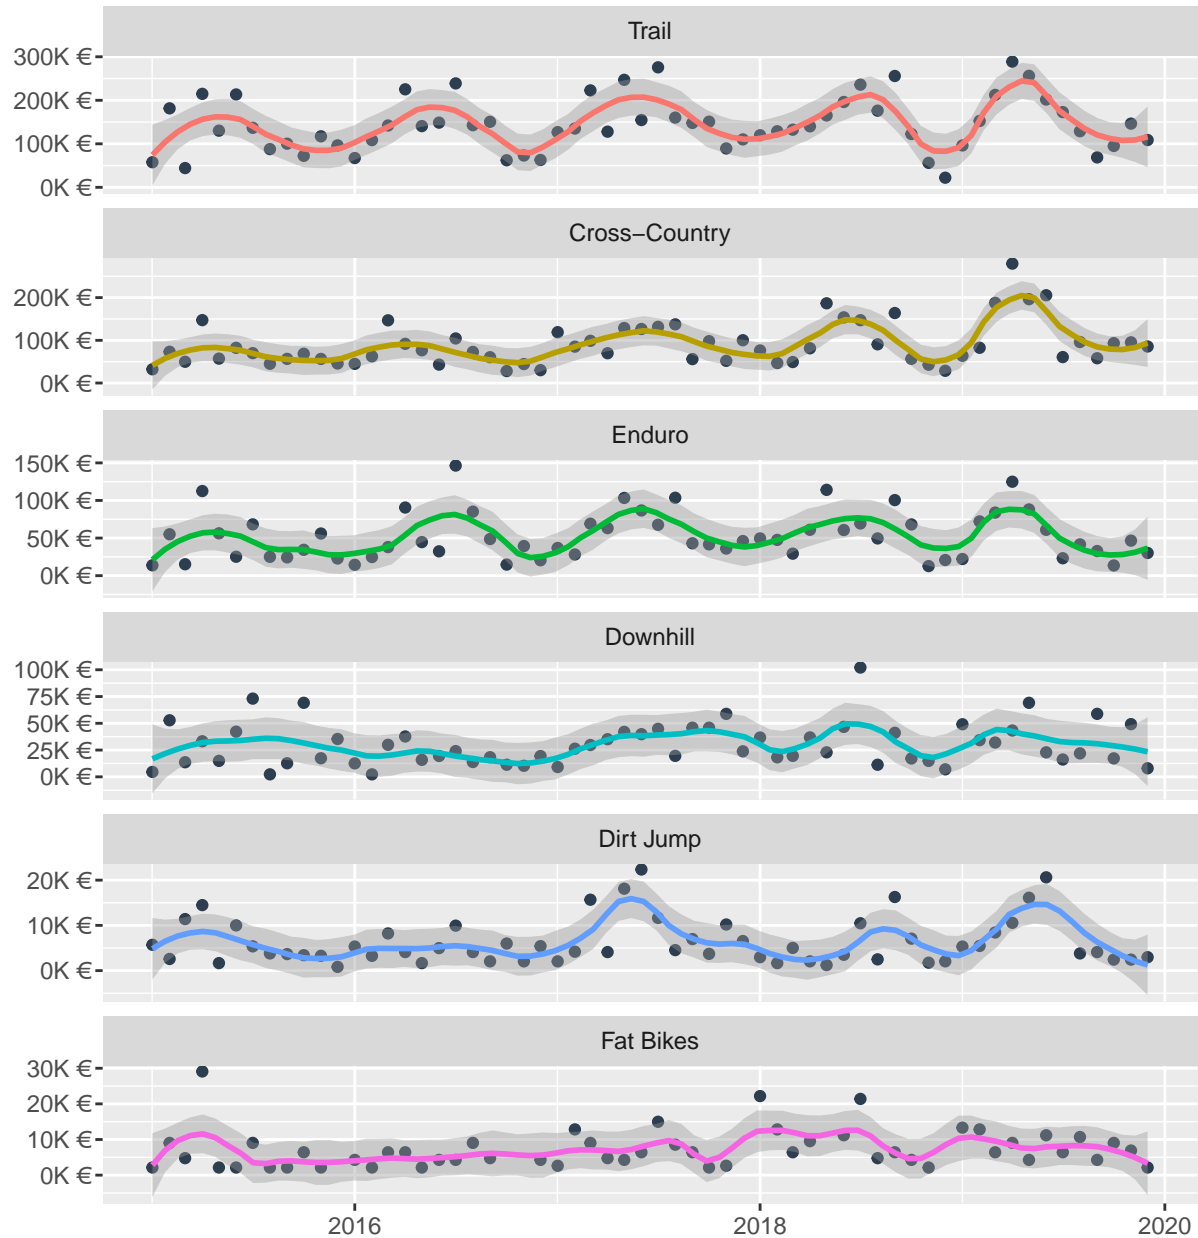 Trail
300K €
200K €
100K €
0K €
Cross−Country
200K €
100K €
0K €
Enduro
150K €
100K €
50K €
0K €
Downhill
100K €
75K €
50K €
25K €
0K €
Dirt Jump
20K €
10K €
0K €
Fat Bikes
30K €
20K €
10K €
0K €
2016 2018 2020